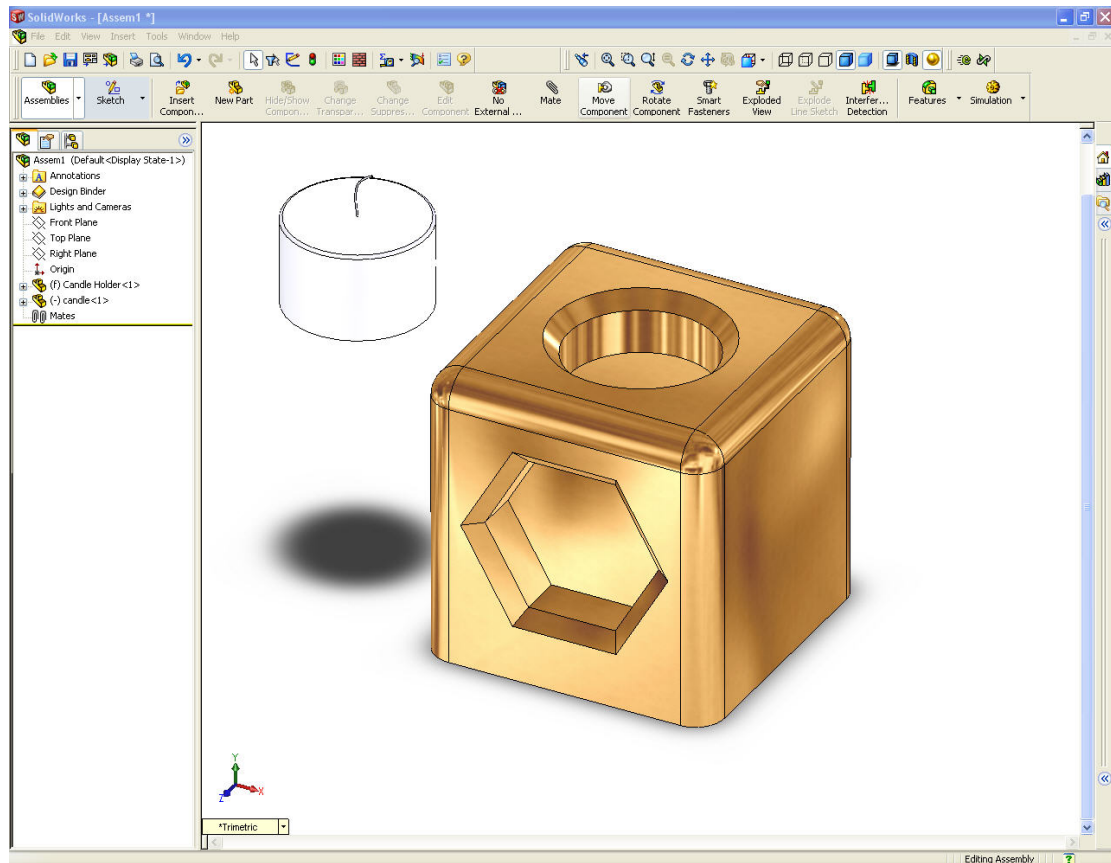 SolidWorks - [Assem1 *]
File Edit View Insert Tools Window Help
Assemblies Sketch Insert Compon... New Part Hide/Show Compon... Change Transpar... Change Suppres... Edit Component No External ... Mate Move Component Rotate Component Smart Fasteners Exploded View Explode Line Sketch Interfer... Detection Features Simulation
Assem1 (Default<Display State-1>)
Annotations
Design Binder
Lights and Cameras
Front Plane
Top Plane
Right Plane
Origin
(f) Candle Holder<1>
(-) candle<1>
Mates
Y
X
Z
*Trimetric
Editing Assembly